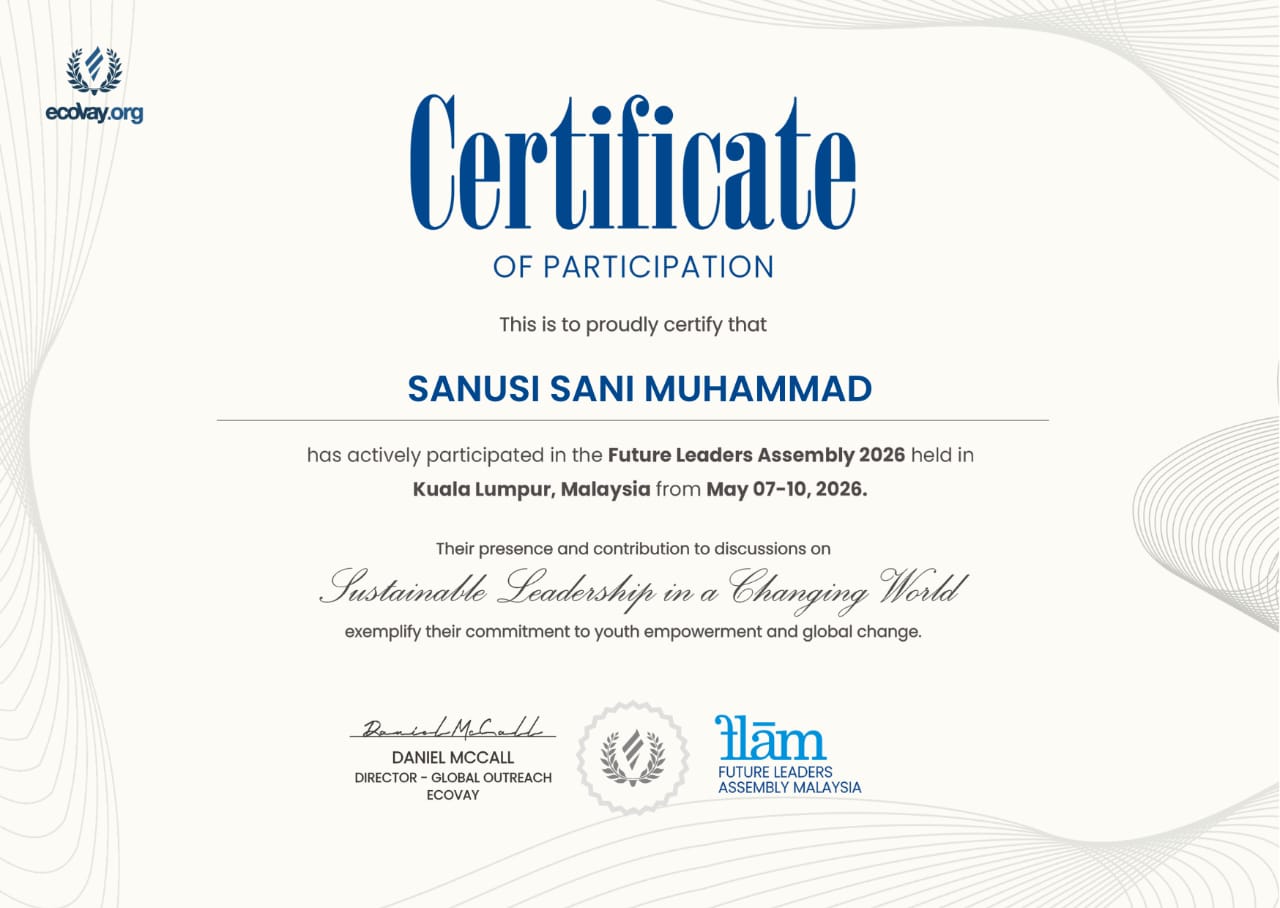 ecovay.org
Certificate
OF PARTICIPATION
This is to proudly certify that
SANUSI SANI MUHAMMAD
has actively participated in the Future Leaders Assembly 2026 held in
Kuala Lumpur, Malaysia from May 07-10, 2026.
Their presence and contribution to discussions on
Sustainable Leadership in a Changing World
exemplify their commitment to youth empowerment and global change.
Daniel McCall
DANIEL MCCALL
DIRECTOR - GLOBAL OUTREACH
ECOVAY
flām
FUTURE LEADERS
ASSEMBLY MALAYSIA